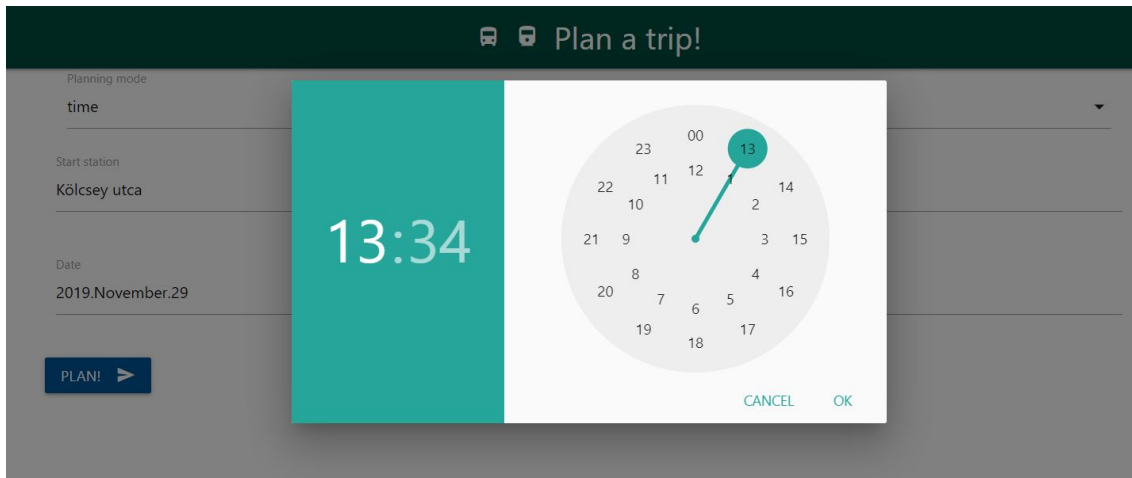 Plan a trip!
Planning mode
time
Start station
Kölcsey utca
Date
2019.November.29
PLAN!
13:34
00
13
14
15
16
17
18
19
20
21
22
23
12
1
2
3
4
5
6
7
8
9
10
11
CANCEL OK